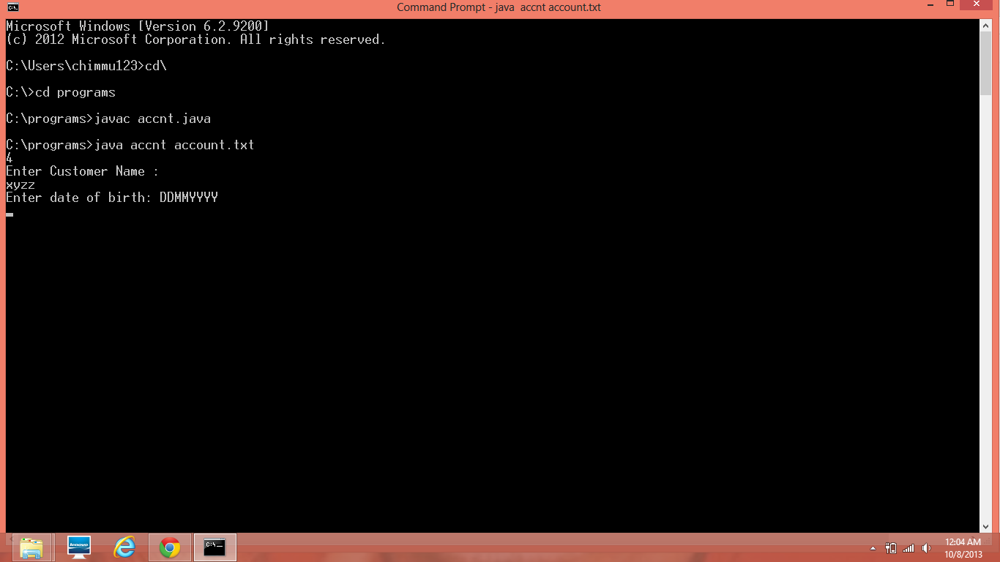 Command Prompt - java  accnt account.txt
Microsoft Windows [Version 6.2.9200]
(c) 2012 Microsoft Corporation. All rights reserved.
C:\Users\chimmu123>cd\
C:\>cd programs
C:\programs>javac accnt.java
C:\programs>java accnt account.txt
4
Enter Customer Name :
xyzz
Enter date of birth: DDMMYYYY
lenovo
C:\
12:04 AM
10/8/2013